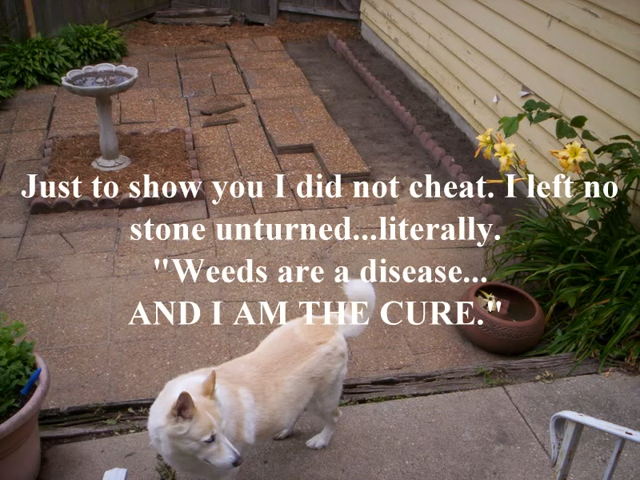 Just to show you I did not cheat. I left no
stone unturned...literally.
"Weeds are a disease...
AND I AM THE CURE."